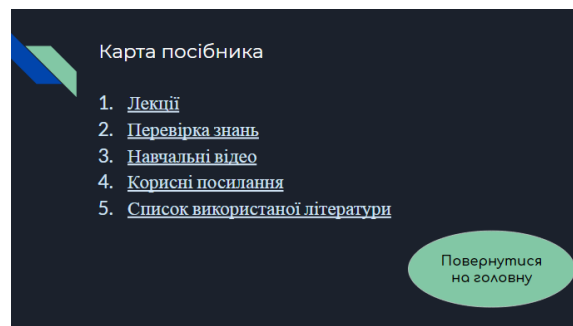 Карта посібника
1. Лекції
2. Перевірка знань
3. Навчальні відео
4. Корисні посилання
5. Список використаної літератури
Повернутися
на головну